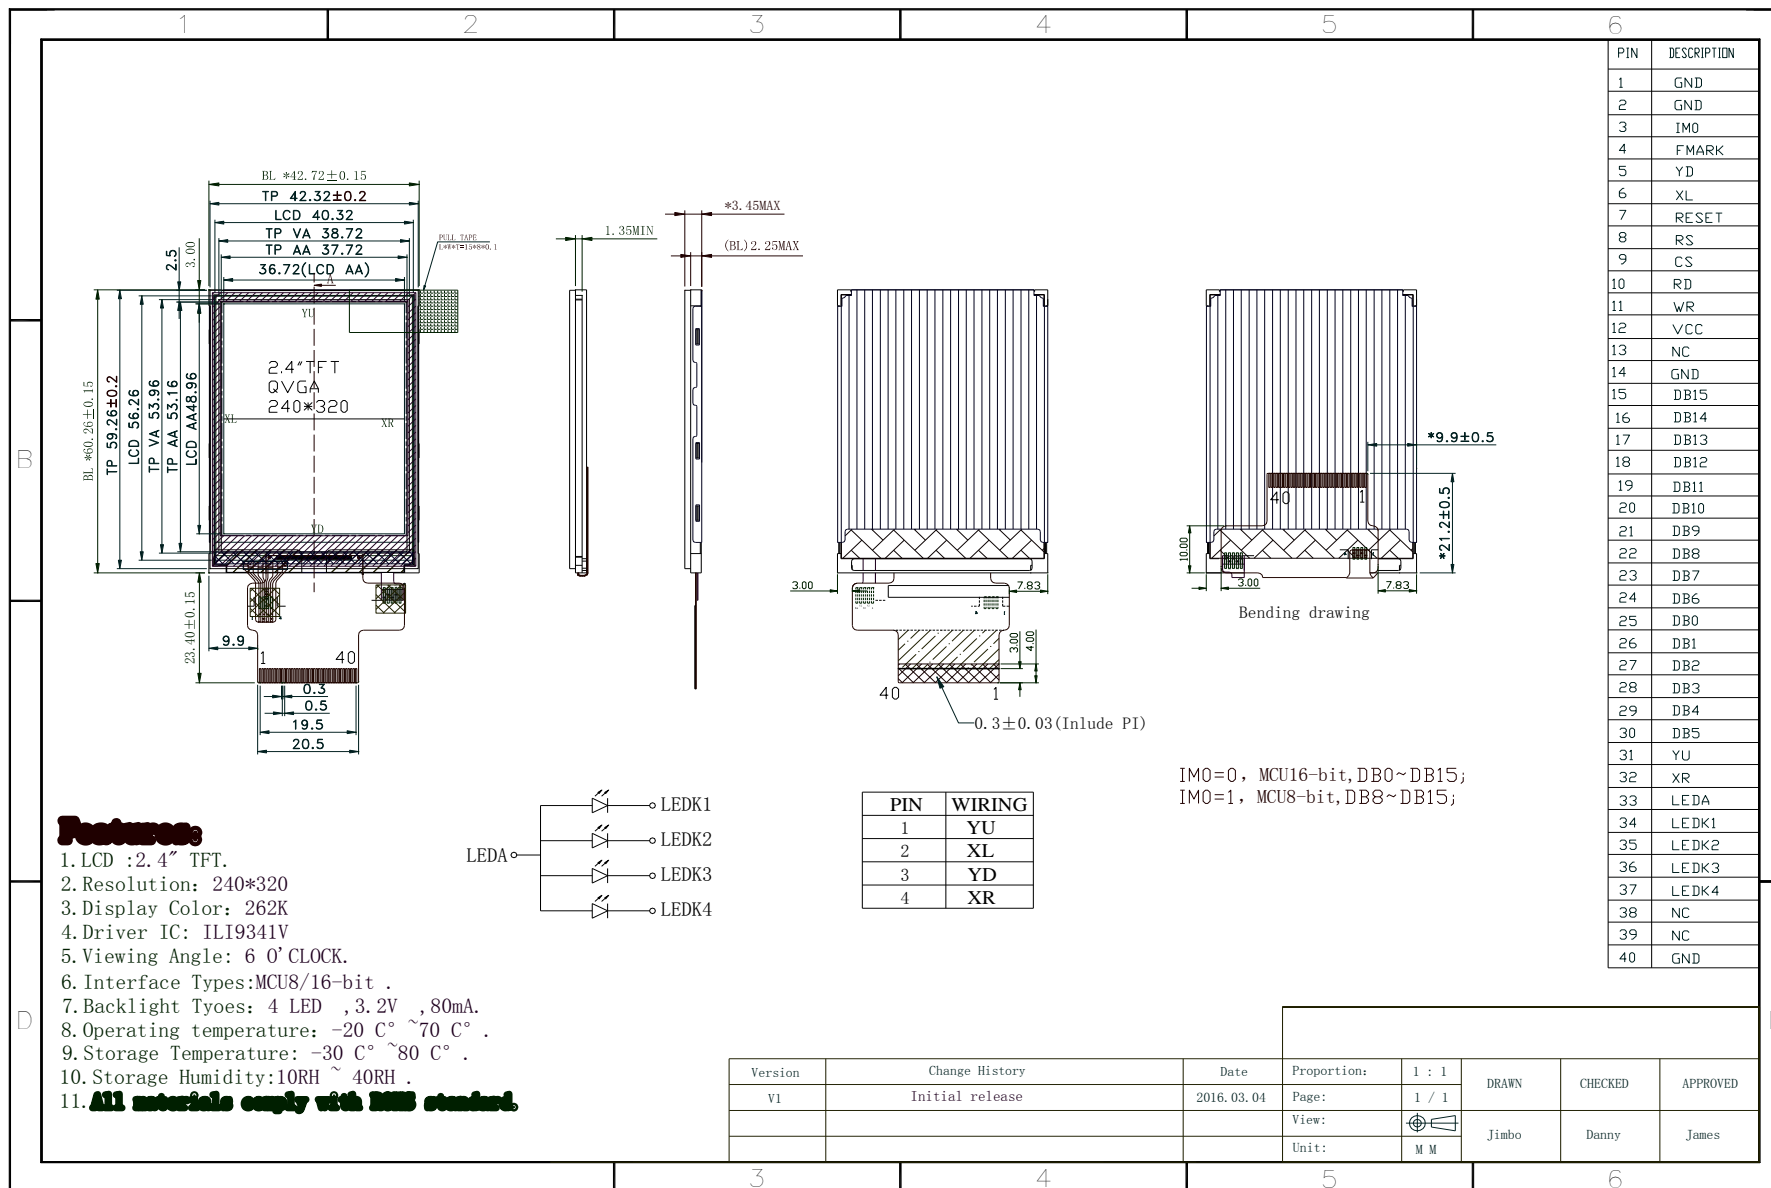 1 2 3 4 5 6
PIN DESCRIPTION
1 GND
2 GND
3 IM0
4 FMARK
5 YD
6 XL
7 RESET
8 RS
9 CS
10 RD
11 WR
12 VCC
13 NC
14 GND
15 DB15
16 DB14
17 DB13
18 DB12
19 DB11
20 DB10
21 DB9
22 DB8
23 DB7
24 DB6
25 DB0
26 DB1
27 DB2
28 DB3
29 DB4
30 DB5
31 YU
32 XR
33 LEDA
34 LEDK1
35 LEDK2
36 LEDK3
37 LEDK4
38 NC
39 NC
40 GND
BL *42.72±0.15
TP 42.32±0.2
LCD 40.32
TP VA 38.72
TP AA 37.72
36.72(LCD AA)
A
2.5
3.00
PULL TAPE
L*W*T=15*8*0.1
YU
2.4"TFT
QVGA
240*320
XL
XR
YD
BL *60.26±0.15
TP 59.26±0.2
LCD 56.26
TP VA 53.96
TP AA 53.16
LCD AA48.96
23.40±0.15
9.9
1 40
0.3
0.5
19.5
20.5
1.35MIN
*3.45MAX
(BL)2.25MAX
3.00
7.83
3.00
4.00
40 1
0.3±0.03(Inlude PI)
*9.9±0.5
40 1
*21.2±0.5
10.00
3.00
7.83
Bending drawing
B
D
IM0=0, MCU16-bit,DB0~DB15;
IM0=1, MCU8-bit,DB8~DB15;
LEDA
LEDK1
LEDK2
LEDK3
LEDK4
PIN WIRING
1 YU
2 XL
3 YD
4 XR
Features:
1.LCD :2.4" TFT.
2.Resolution: 240*320
3.Display Color: 262K
4.Driver IC: ILI9341V
5.Viewing Angle: 6 O'CLOCK.
6.Interface Types:MCU8/16-bit .
7.Backlight Tyoes: 4 LED ,3.2V ,80mA.
8.Operating temperature: -20 C° ~70 C° .
9.Storage Temperature: -30 C° ~80 C° .
10.Storage Humidity:10RH ~ 40RH .
11.All materials comply with ROHS standard.
Version Change History Date
V1 Initial release 2016.03.04
Proportion: 1 : 1
Page: 1 / 1
View:
Unit: M M
DRAWN CHECKED APPROVED
Jimbo Danny James
3 4 5 6